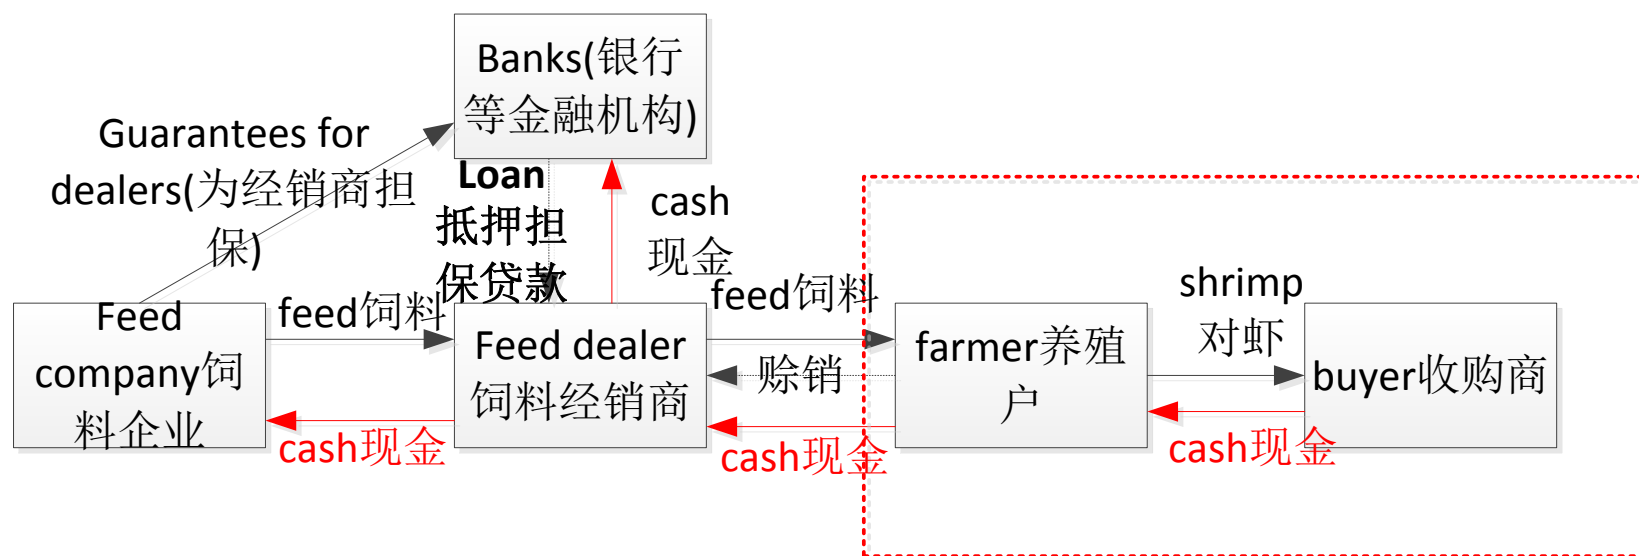 Banks(银行
等金融机构)
Guarantees for
dealers(为经销商担
保)
Loan
抵押担
保贷款
cash
现金
Feed
company饲
料企业
feed饲料
Feed dealer
饲料经销商
feed饲料
赊销
farmer养殖
户
shrimp
对虾
buyer收购商
cash现金
cash现金
cash现金